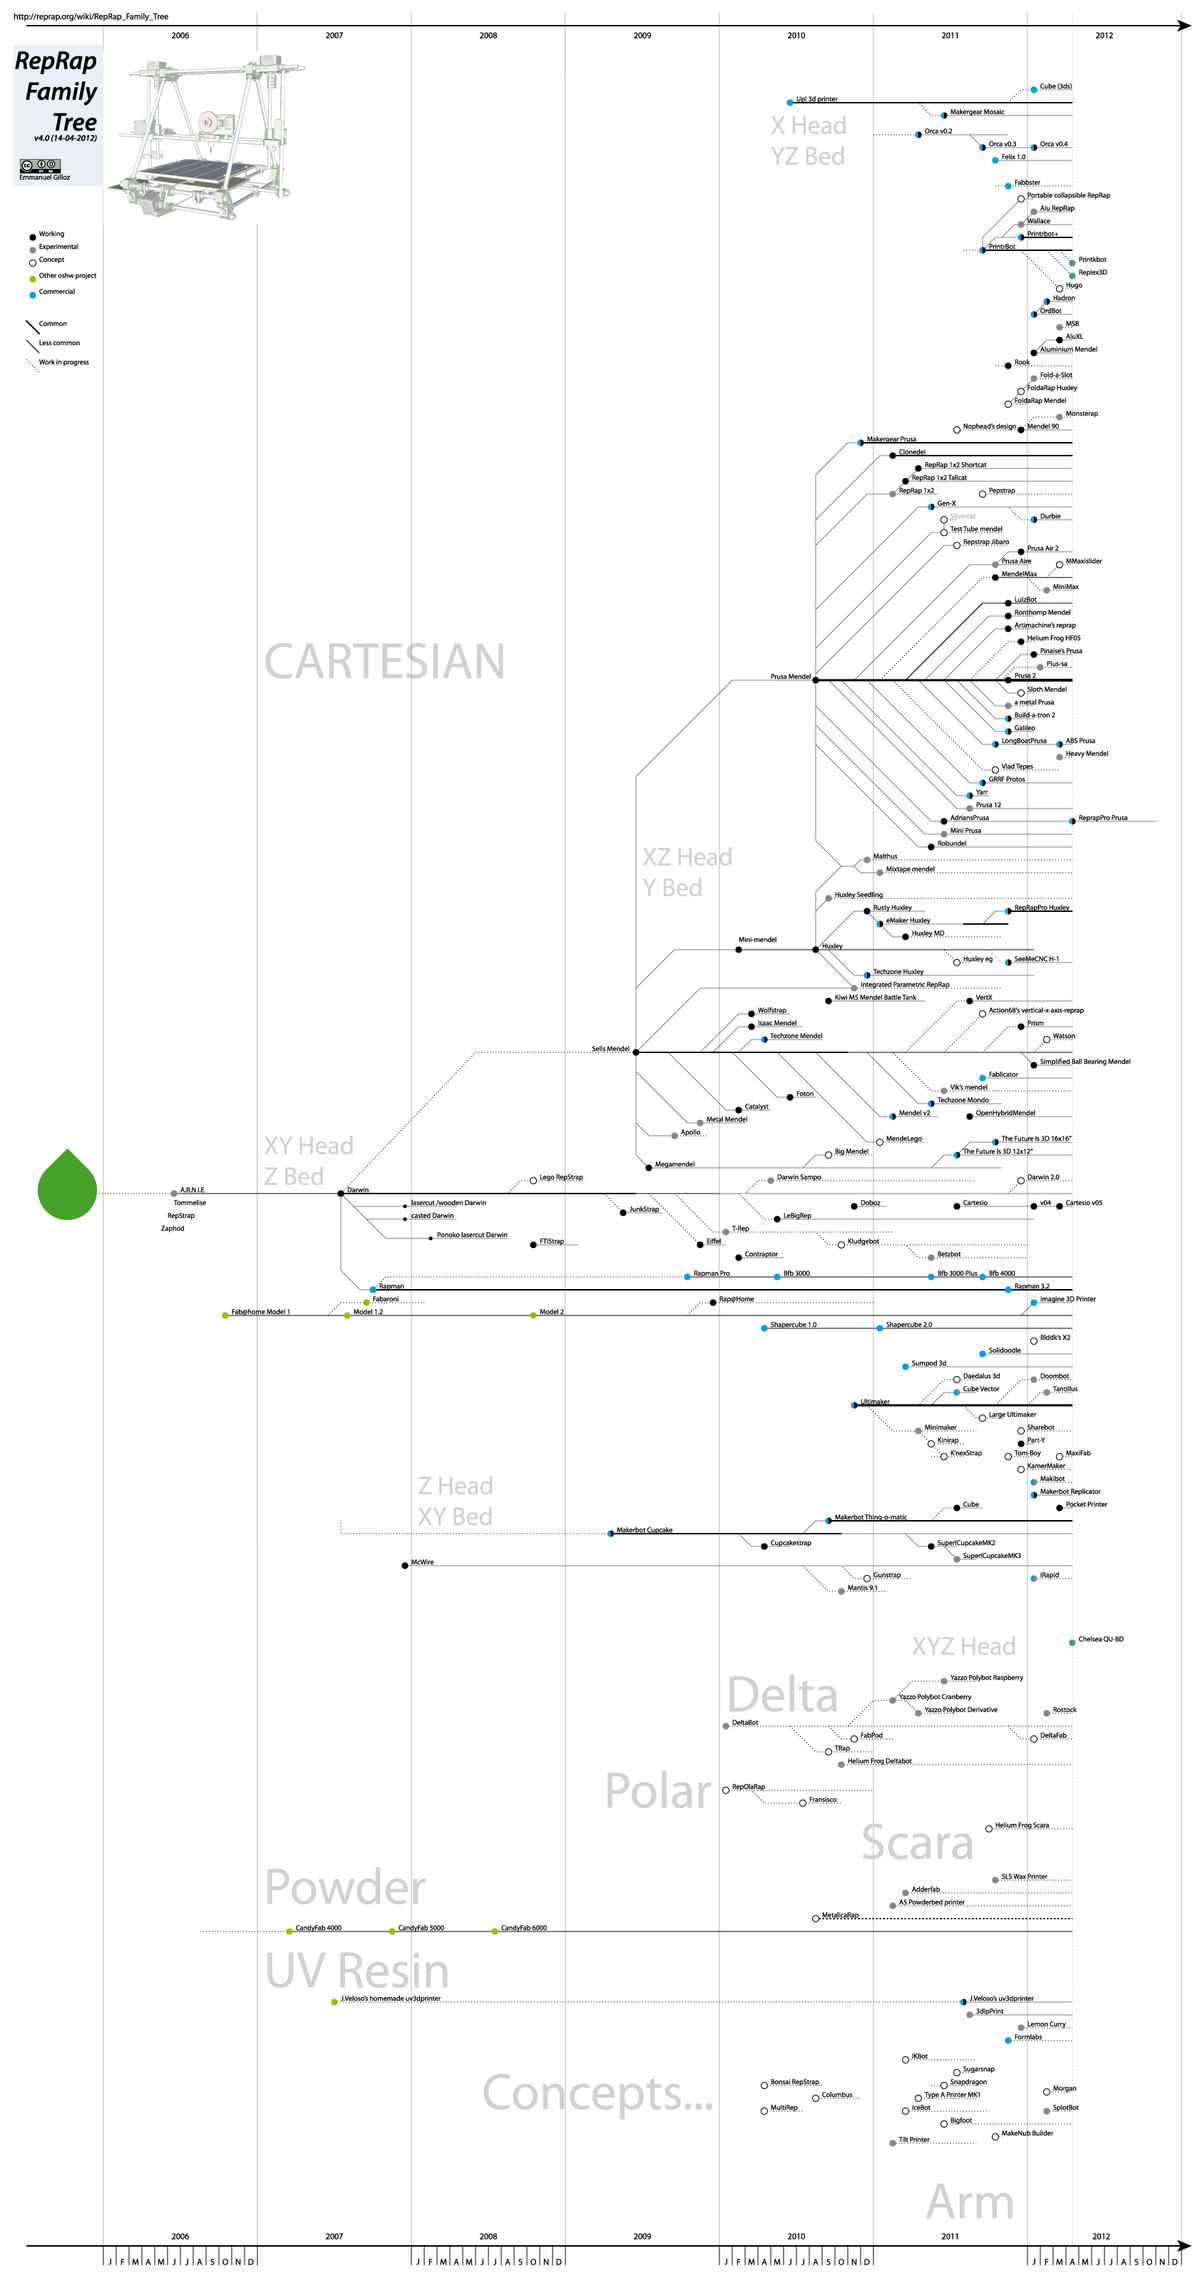 http://reprap.org/wiki/RepRap_Family_Tree
2006 2007 2008 2009 2010 2011 2012
RepRap
Family
Tree
v4.0 (14-04-2012)
Emmanuel Gilloz
Working
Experimental
Concept
Other oshw project
Commercial
Common
Less common
Work in progress
Cube (3ds)
Up! 3d printer
Makergear Mosaic
X Head
YZ Bed
Orca v0.2
Orca v0.3
Orca v0.4
Felix 1.0
Fabbster
Portable collapsible RepRap
Alu RepRap
Wallace
Printrbot+
PrintrBot
Printkbot
Replex3D
Hugo
Hadron
OrdBot
MSB
AluXL
Aluminium Mendel
Rook
Fold-a-Slot
FoldaRap Huxley
FoldaRap Mendel
Monsterap
Nophead's design
Mendel 90
Makergear Prusa
Clonedel
RepRap 1x2 Shortcat
RepRap 1x2 Tallcat
RepRap 1x2
Pepstrap
Gen-X
Silvercat
Durbie
Test Tube mendel
Repstrap Jibaro
Prusa Air 2
Prusa Aire
MMaxislider
MendelMax
MiniMax
LulzBot
Ronthomp Mendel
Artimachine's reprap
Helium Frog HF05
CARTESIAN
Pinaise's Prusa
Plus-sa
Prusa Mendel
Prusa 2
Sloth Mendel
a metal Prusa
Build-a-tron 2
Galileo
LongBoatPrusa
ABS Prusa
Heavy Mendel
Vlad Tepes
GRRF Protos
Yarr
Prusa 12
AdriansPrusa
ReprapPro Prusa
Mini Prusa
Robundel
XZ Head
Y Bed
Malthus
Mixtape mendel
Huxley Seedling
Rusty Huxley
RepRapPro Huxley
eMaker Huxley
Huxley MD
Mini-mendel
Huxley
Huxley eg
SeeMeCNC H-1
Techzone Huxley
Integrated Parametric RepRap
Kiwi M5 Mendel Battle Tank
VertX
Wolfstrap
Action68's vertical-x-axis-reprap
Isaac Mendel
Prism
Techzone Mendel
Watson
Sells Mendel
Simplified Ball Bearing Mendel
Fablicator
Vik's mendel
Foton
Techzone Mondo
Catalyst
Mendel v2
OpenHybridMendel
Metal Mendel
Apollo
MendeLego
The Future Is 3D 16x16"
XY Head
Z Bed
Big Mendel
The Future Is 3D 12x12"
Megamendel
Lego RepStrap
Darwin Sampo
Darwin 2.0
A.R.N.I.E
Darwin
Tommelise
RepStrap
Zaphod
lasercut /wooden Darwin
casted Darwin
Ponoko lasercut Darwin
JunkStrap
Doboz
Cartesio
v04
Cartesio v05
LeBigRep
T-Rep
FTIStrap
Eiffel
Kludgebot
Contraptor
Betzbot
Rapman Pro
Bfb 3000
Bfb 3000 Plus
Bfb 4000
Rapman
Rapman 3.2
Fabaroni
Rap@Home
Imagine 3D Printer
Fab@home Model 1
Model 1.2
Model 2
Shapercube 1.0
Shapercube 2.0
Blddk's X2
Solidoodle
Sumpod 3d
Daedalus 3d
Doombot
Cube Vector
Tantillus
Ultimaker
Large Ultimaker
Minimaker
Sharebot
Kinirap
Part-Y
K'nexStrap
Tom-Boy
MaxiFab
KamerMaker
Z Head
XY Bed
Makibot
Makerbot Replicator
Cube
Pocket Printer
Makerbot Thing-o-matic
Makerbot Cupcake
Cupcakestrap
Super!CupcakeMK2
Super!CupcakeMK3
McWire
Gunstrap
iRapid
Mantis 9.1
XYZ Head
Chelsea QU-BD
Delta
Yazzo Polybot Raspberry
Yazzo Polybot Cranberry
Yazzo Polybot Derivative
Rostock
DeltaBot
FabPod
DeltaFab
TRap
Helium Frog Deltabot
Polar
RepOlaRap
Fransisco
Scara
Helium Frog Scara
Powder
SLS Wax Printer
Adderfab
A5 Powderbed printer
MetalicaRap
CandyFab 4000
CandyFab 5000
CandyFab 6000
UV Resin
J.Veloso's homemade uv3dprinter
J.Veloso's uv3dprinter
3dlpPrint
Lemon Curry
Formlabs
Concepts...
IKBot
Sugarsnap
Bonsai RepStrap
Snapdragon
Columbus
Type A Printer MK1
Morgan
MultiRep
IceBot
SplotBot
Bigfoot
MakeNub Builder
Tilt Printer
Arm
2006 2007 2008 2009 2010 2011 2012
J F M A M J J A S O N D J F M A M J J A S O N D J F M A M J J A S O N D J F M A M J J A S O N D